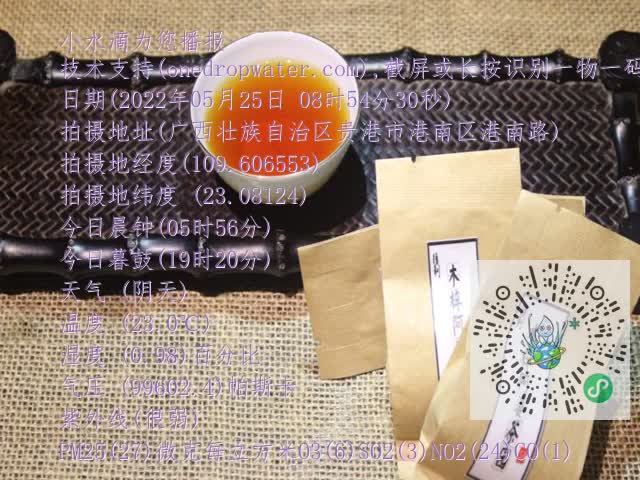 小水滴为您播报
技术支持(onedropwater.com),截屏或长按识别一物一码
日期(2022年05月25日 08时54分30秒)
拍摄地址(广西壮族自治区贵港市港南区港南路)
拍摄地经度(109.606553)
拍摄地纬度 (23.08124)
今日晨钟(05时56分)
今日暮鼓(19时20分)
天气 (阴天)
温度 (23.0℃)
湿度 (0.98)百分比
气压 (99602.4)帕斯卡
紫外线(很弱)
PM25(27)微克每立方米O3(6)SO2(3)NO2(24)CO(1)
木樨